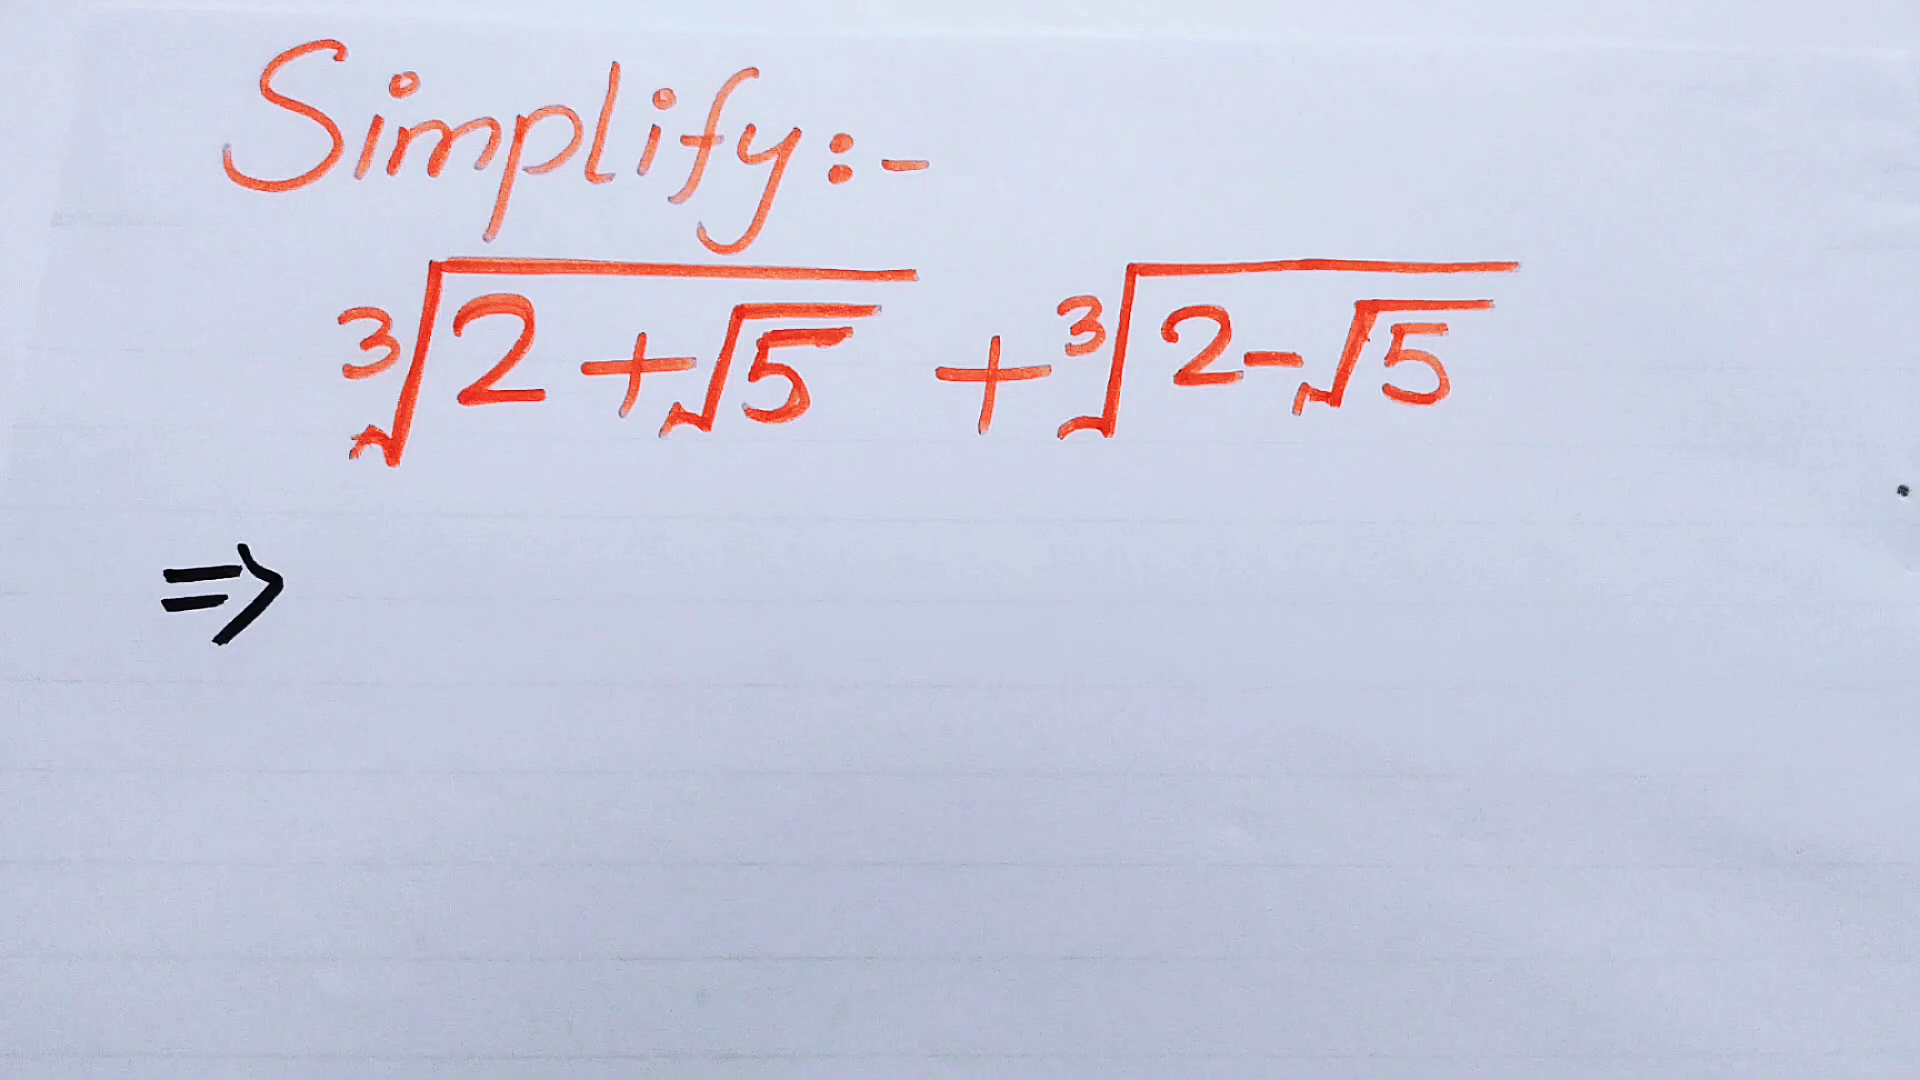 Simplify:-
∛(2+√5) + ∛(2-√5)
⇒